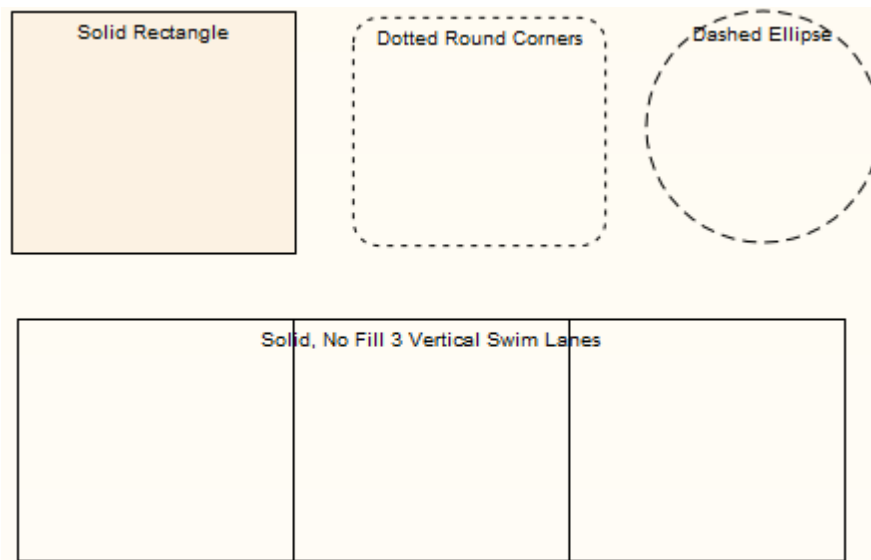 Solid Rectangle
Dotted Round Corners
Dashed Ellipse
Solid, No Fill 3 Vertical Swim Lanes